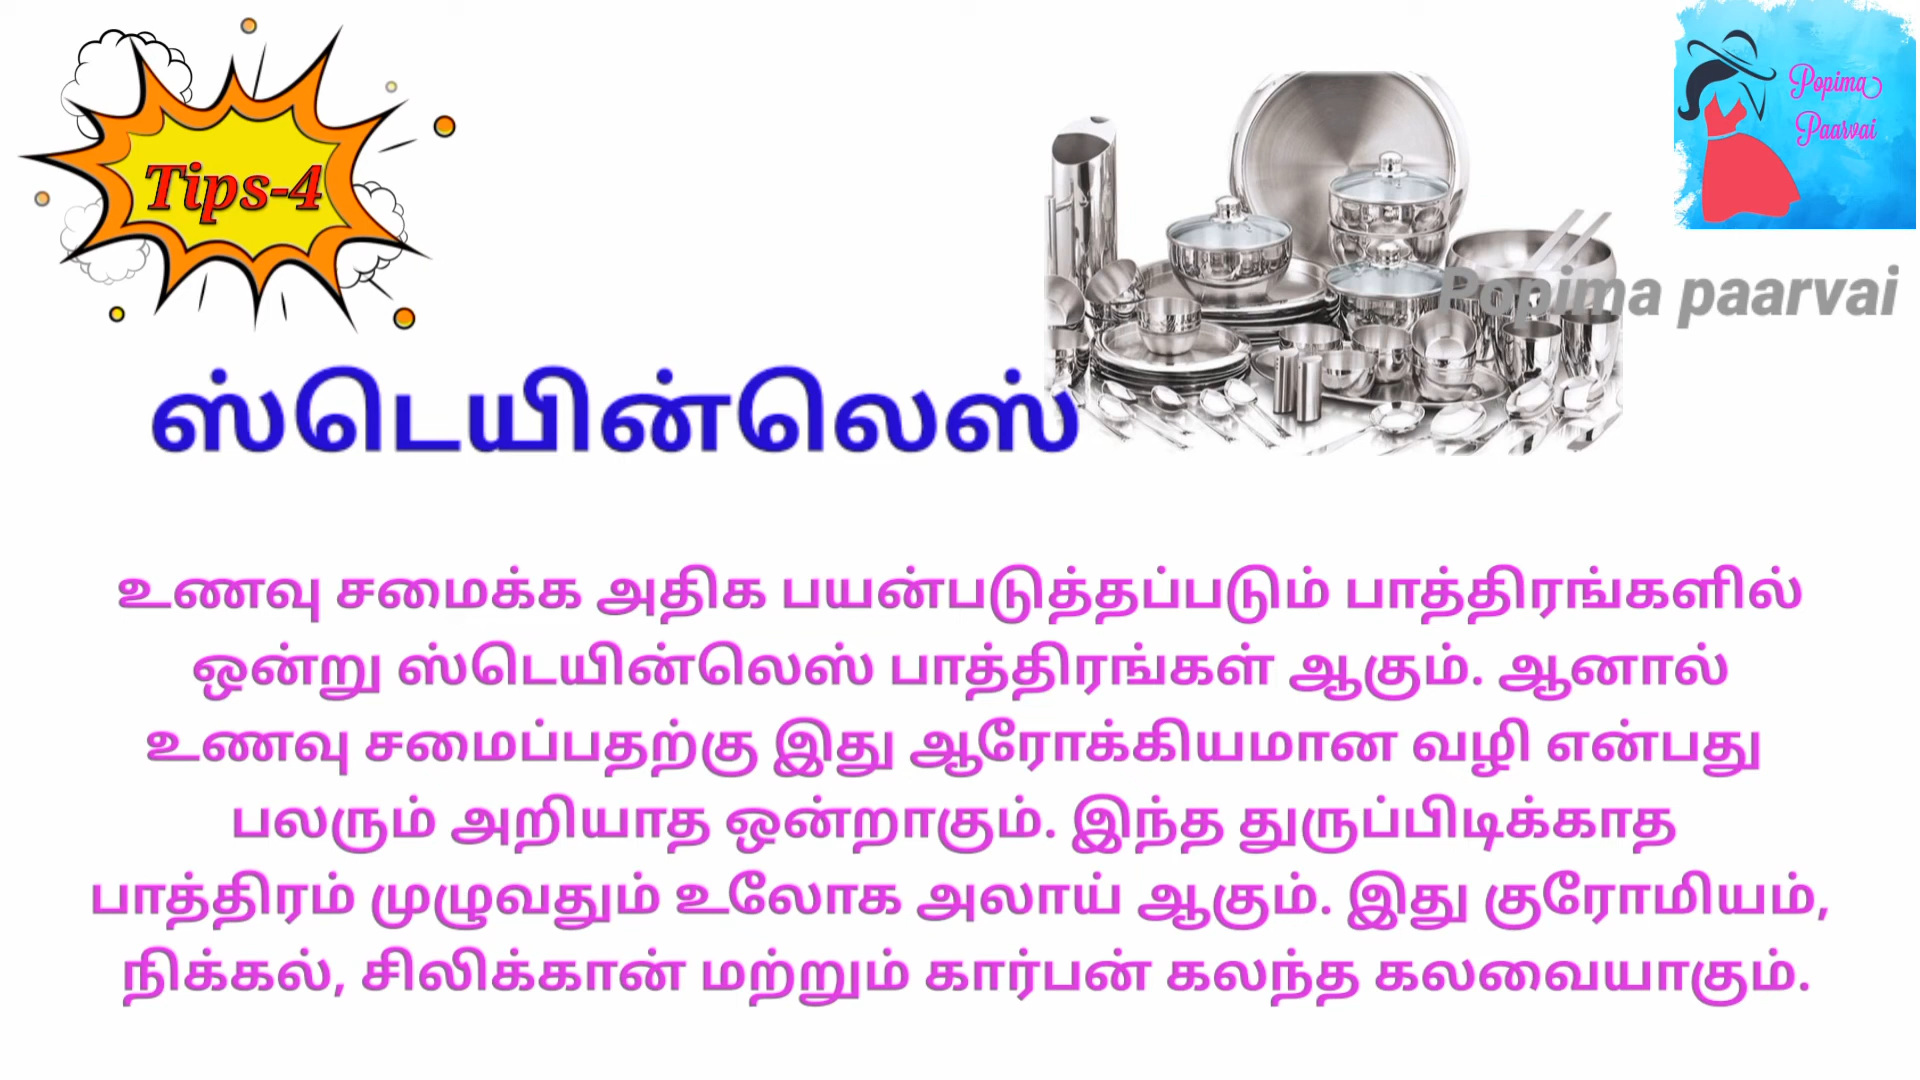 Tips-4
Popima
Paarvai
Popima paarvai
ஸ்டெயின்லெஸ்
உணவு சமைக்க அதிக பயன்படுத்தப்படும் பாத்திரங்களில்
ஒன்று ஸ்டெயின்லெஸ் பாத்திரங்கள் ஆகும். ஆனால்
உணவு சமைப்பதற்கு இது ஆரோக்கியமான வழி என்பது
பலரும் அறியாத ஒன்றாகும். இந்த துருப்பிடிக்காத
பாத்திரம் முழுவதும் உலோக அலாய் ஆகும். இது குரோமியம்,
நிக்கல், சிலிக்கான் மற்றும் கார்பன் கலந்த கலவையாகும்.